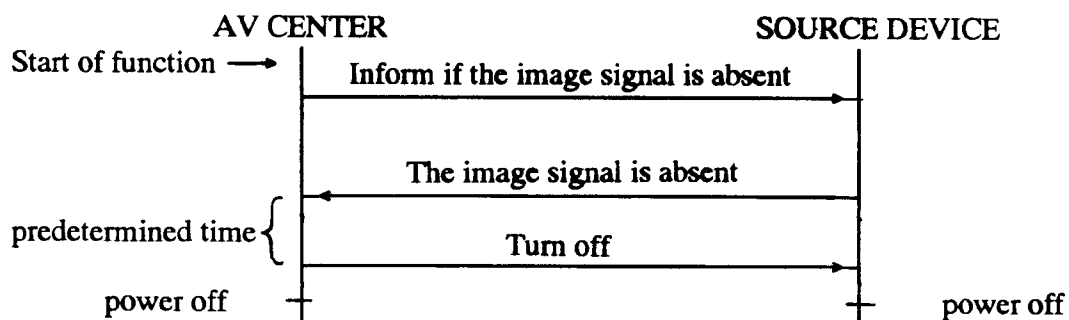 AV CENTER
SOURCE DEVICE
Start of function
Inform if the image signal is absent
The image signal is absent
predetermined time
Turn off
power off
power off